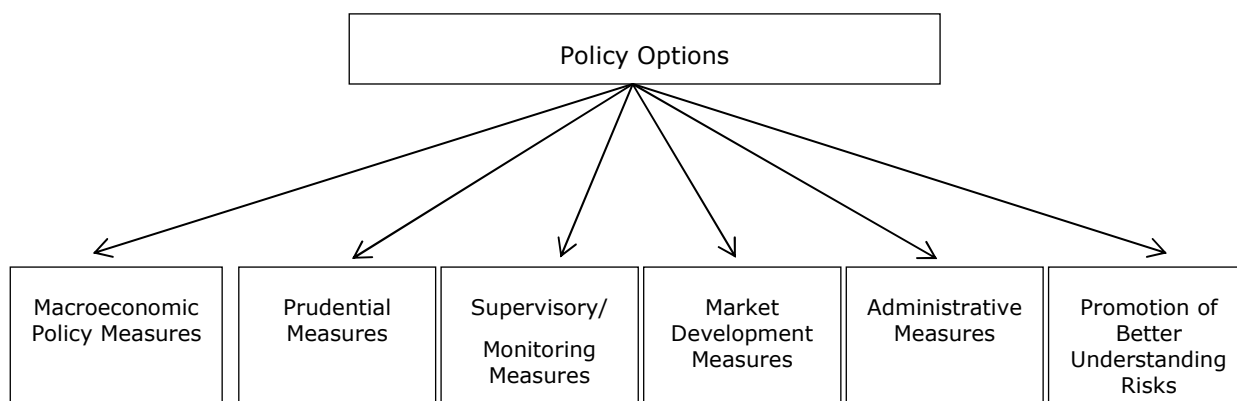 Policy Options
Macroeconomic
Policy Measures
Prudential
Measures
Supervisory/
Monitoring
Measures
Market
Development
Measures
Administrative
Measures
Promotion of
Better
Understanding
Risks